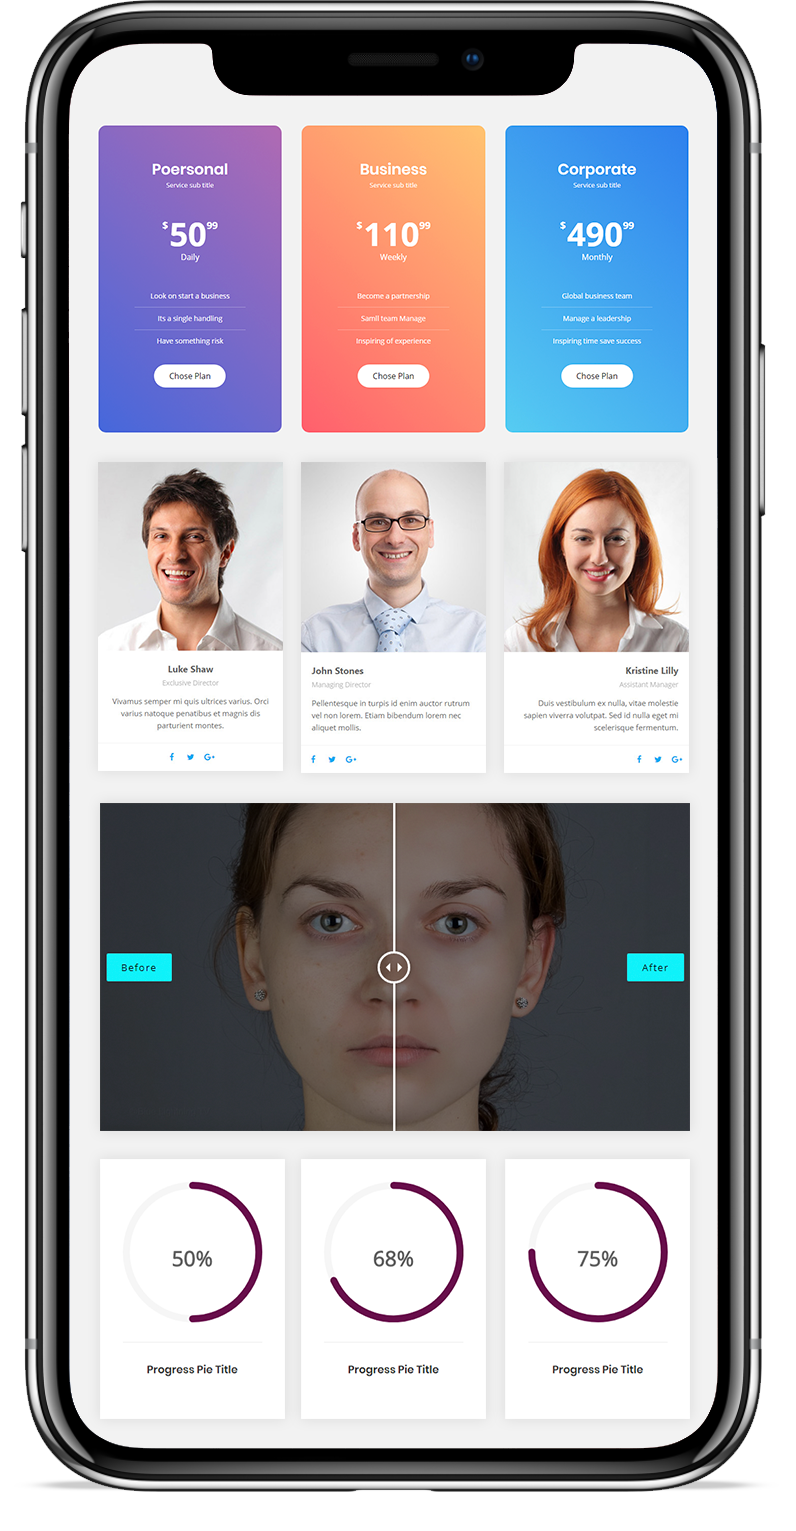 Poersonal
Service sub title
$50.99
Daily
Look on start a business
Its a single handling
Have something risk
Chose Plan
Business
Service sub title
$110.99
Weekly
Become a partnership
Samll team Manage
Inspiring of experience
Chose Plan
Corporate
Service sub title
$490.99
Monthly
Global business team
Manage a leadership
Inspiring time save success
Chose Plan
Luke Shaw
Exclusive Director
Vivamus semper mi quis ultrices varius. Orci
varius natoque penatibus et magnis dis
parturient montes.
f
G+
John Stones
Managing Director
Pellentesque in turpis id enim auctor rutrum
vel non lorem. Etiam bibendum lorem nec
aliquet mollis.
f
G+
Kristine Lilly
Assistant Manager
Duis vestibulum ex nulla, vitae molestie
sapien viverra volutpat. Sed id nulla eget mi
scelerisque fermentum.
f
G+
Before
After
50%
Progress Pie Title
68%
Progress Pie Title
75%
Progress Pie Title